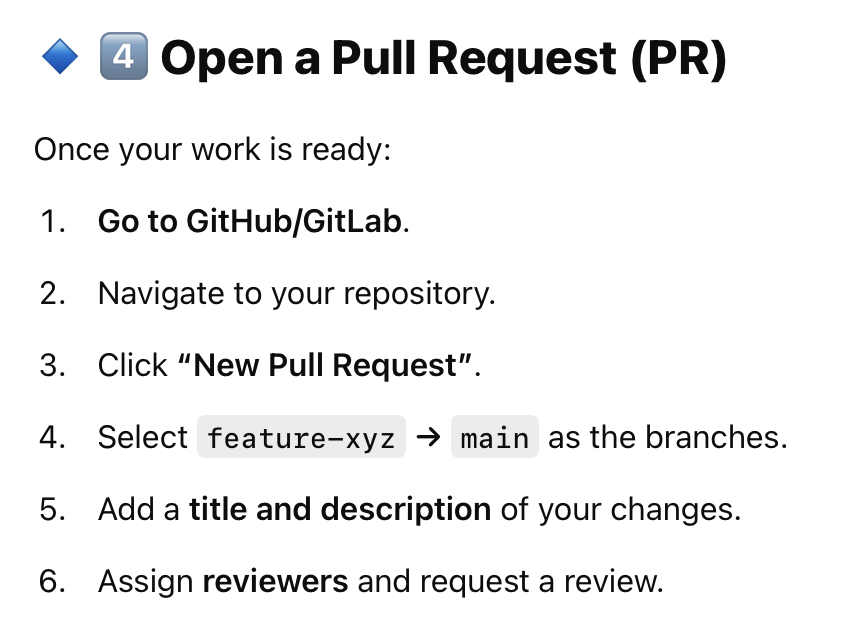 🔹 4️⃣ Open a Pull Request (PR)
Once your work is ready:
1. Go to GitHub/GitLab.
2. Navigate to your repository.
3. Click “New Pull Request”.
4. Select feature-xyz → main as the branches.
5. Add a title and description of your changes.
6. Assign reviewers and request a review.